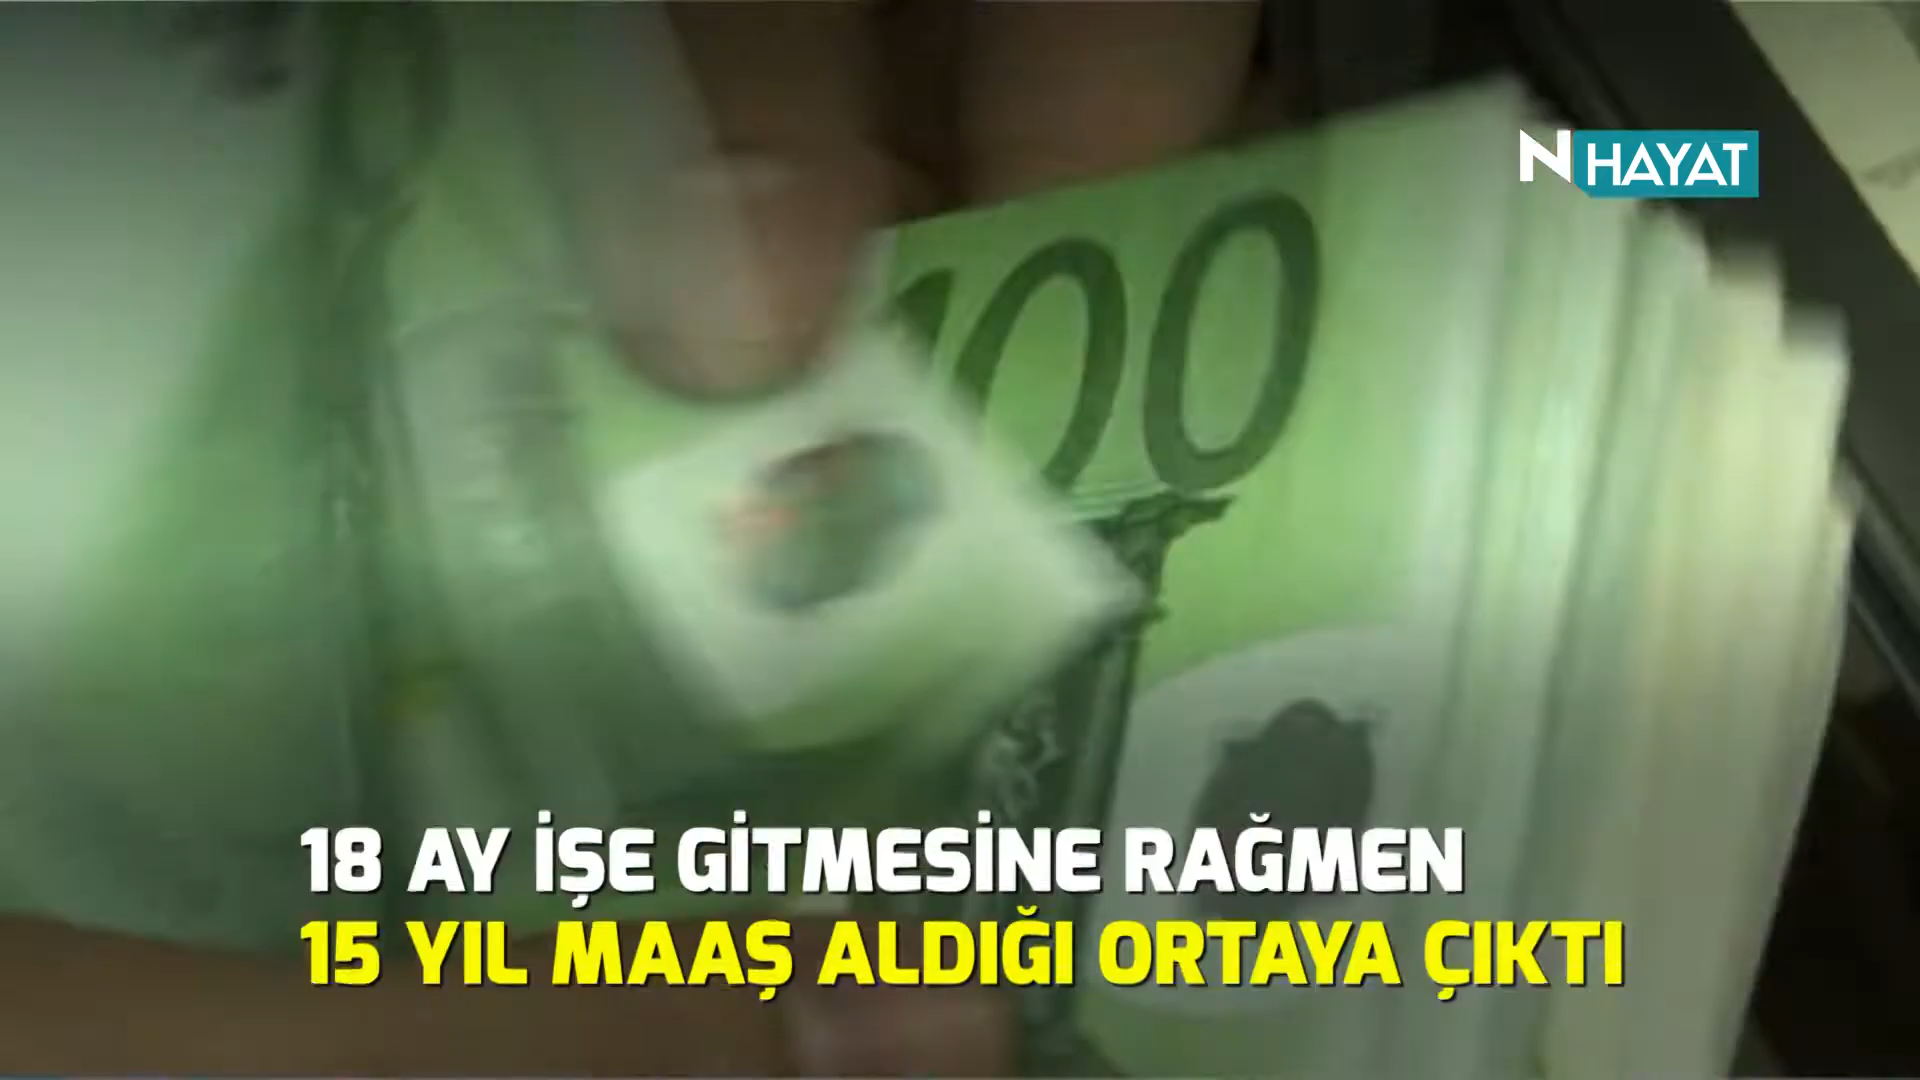 N HAYAT
100
18 AY İŞE GİTMESİNE RAĞMEN
15 YIL MAAŞ ALDIĞI ORTAYA ÇIKTI